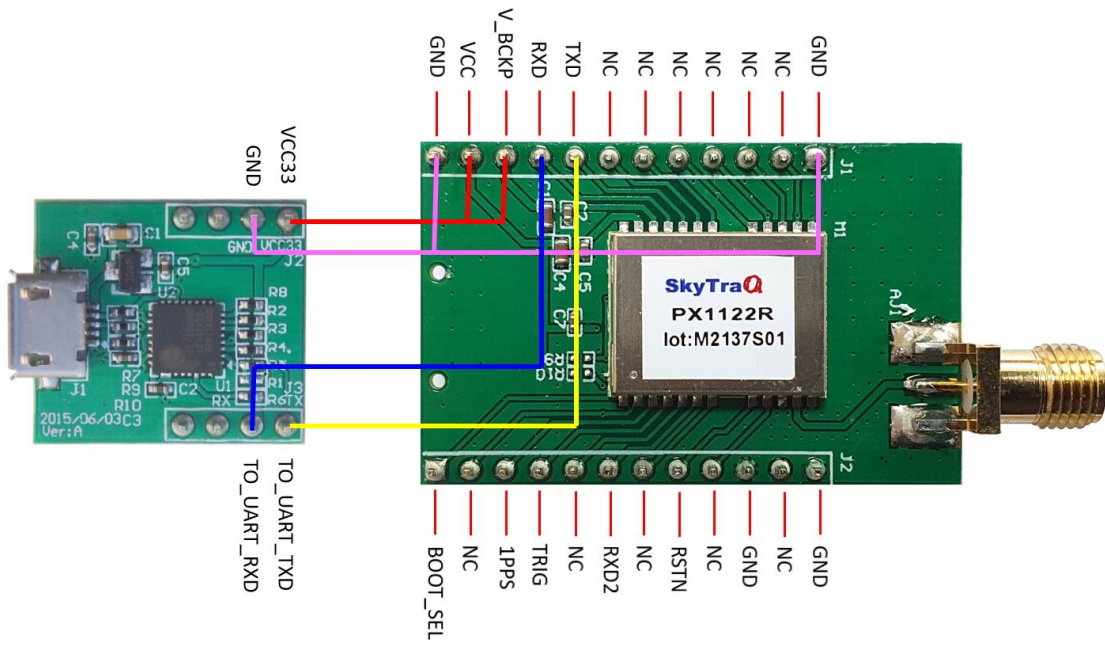 GND
VCC
V_BCKP
RXD
TXD
NC
NC
NC
NC
NC
NC
GND
VCC33
GND
J1
GND VCC33
J2
C4
C1
C5
U2
R8
R2
R3
R4
R1
R6
J3
TX
RX
U1
C2
R7
R9
R10
J1
2015/06/03
C3
Ver:A
C7
C4
C5
C7
R9
R10
M1
SkyTraQ
PX1122R
lot:M2137S01
AJ1
J2
TO_UART_TXD
TO_UART_RXD
BOOT_SEL
NC
1PPS
TRIG
NC
RXD2
NC
RSTN
NC
GND
NC
GND